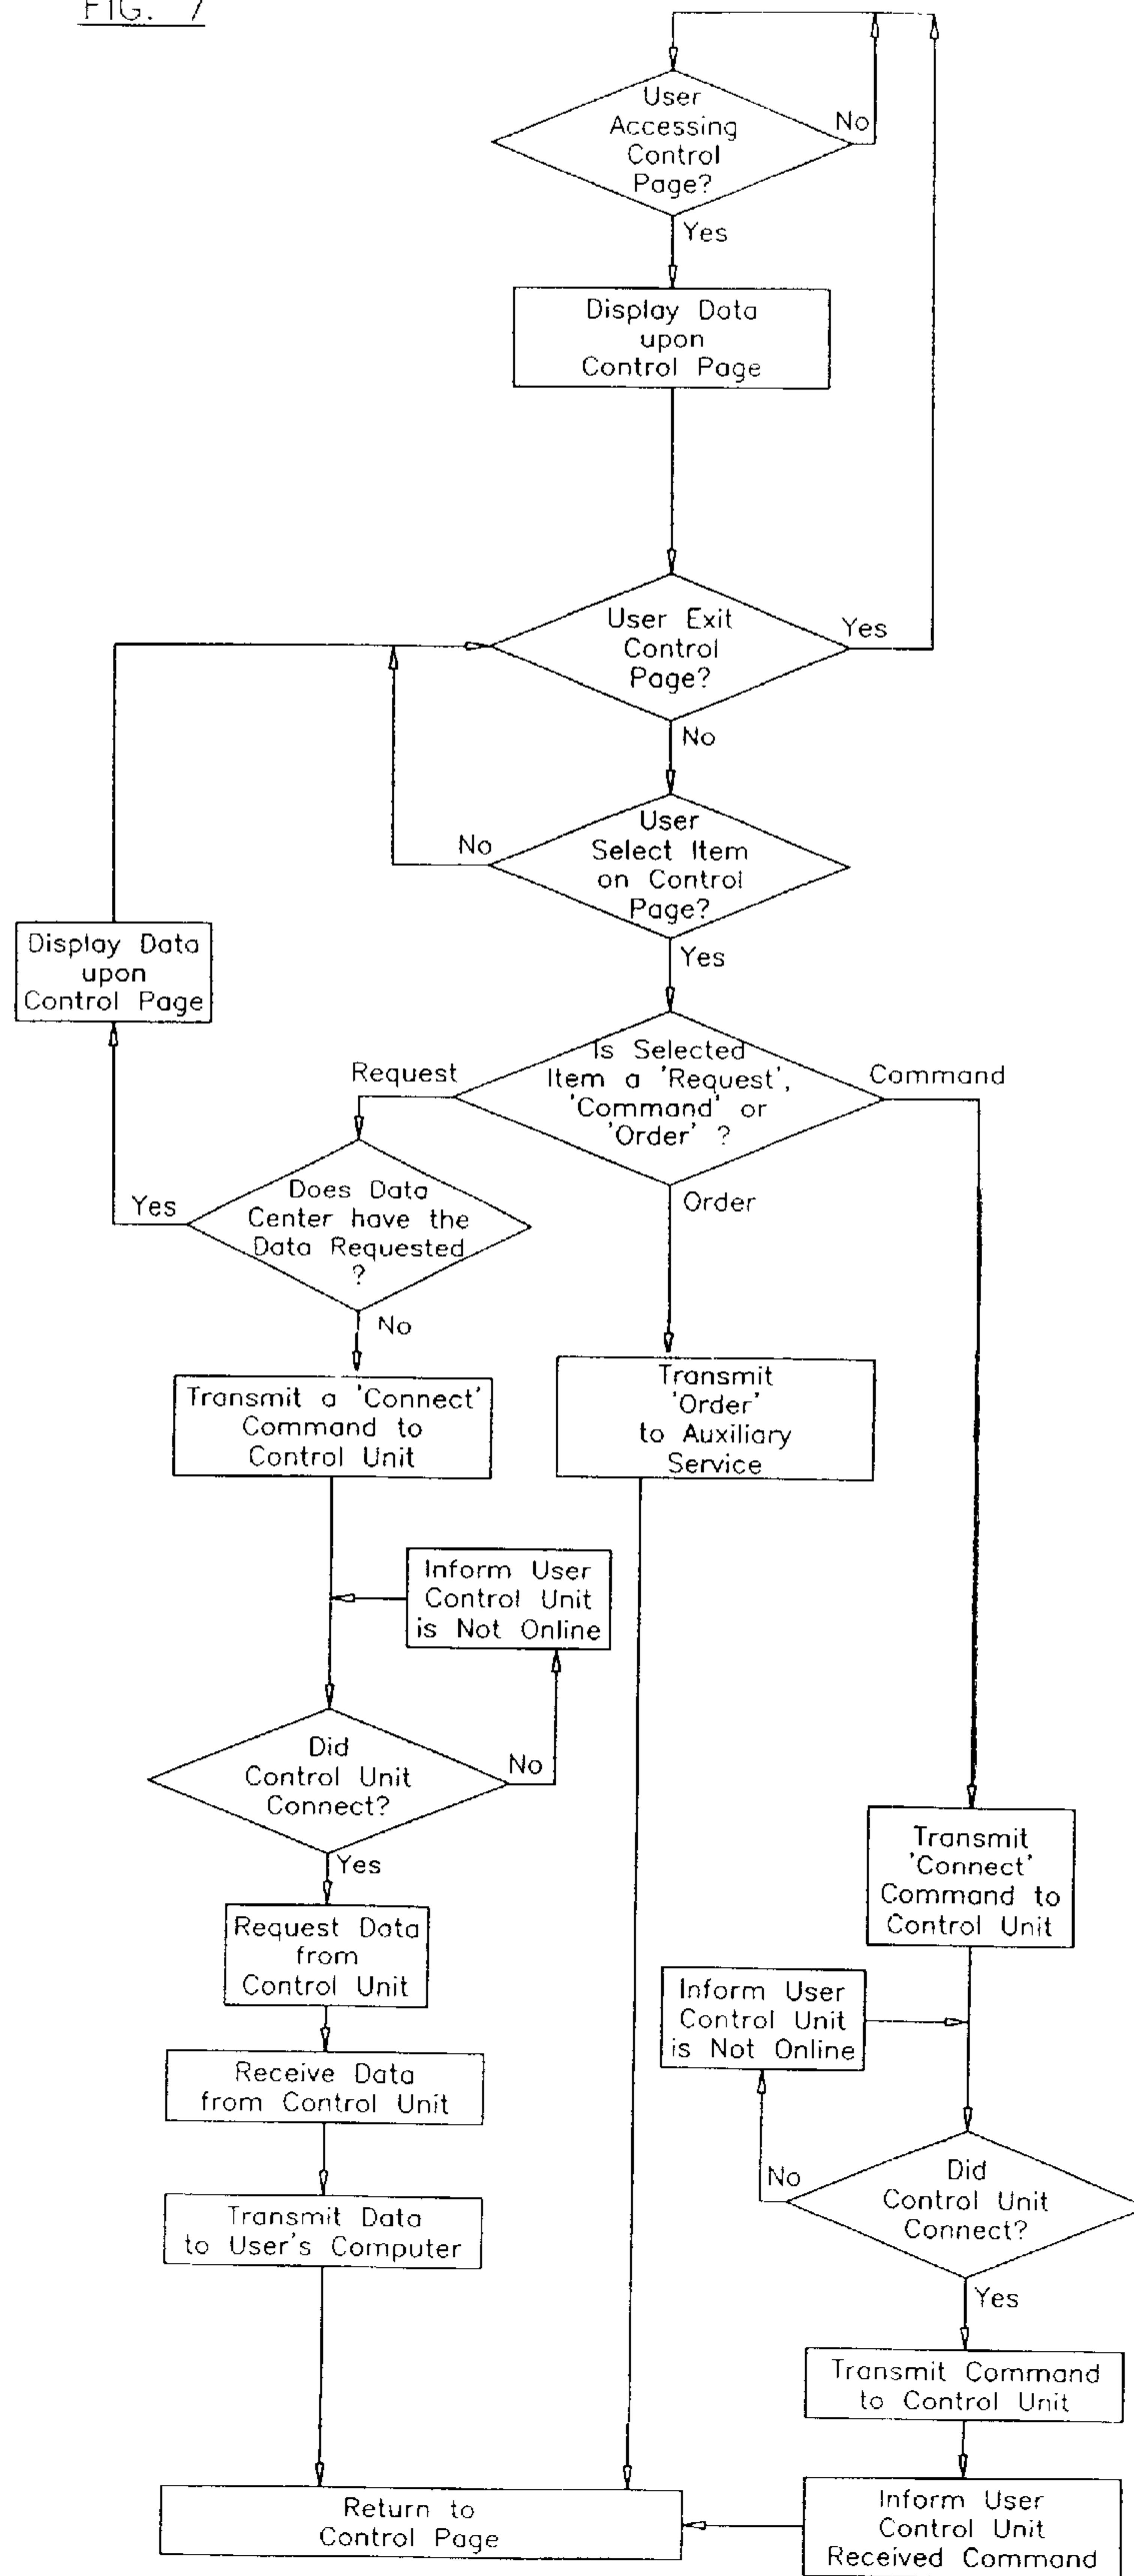 FIG. 7
User
Accessing
Control
Page?
No
Yes
Display Data
upon
Control Page
User Exit
Control
Page?
Yes
No
User
Select Item
on Control
Page?
No
Yes
Display Data
upon
Control Page
Is Selected
Item a 'Request',
'Command' or
'Order' ?
Request
Command
Order
Does Data
Center have the
Data Requested
?
Yes
No
Transmit a 'Connect'
Command to
Control Unit
Transmit
'Order'
to Auxiliary
Service
Inform User
Control Unit
is Not Online
Did
Control Unit
Connect?
No
Yes
Request Data
from
Control Unit
Receive Data
from Control Unit
Transmit Data
to User's Computer
Transmit
'Connect'
Command to
Control Unit
Inform User
Control Unit
is Not Online
Did
Control Unit
Connect?
No
Yes
Transmit Command
to Control Unit
Inform User
Control Unit
Received Command
Return to
Control Page